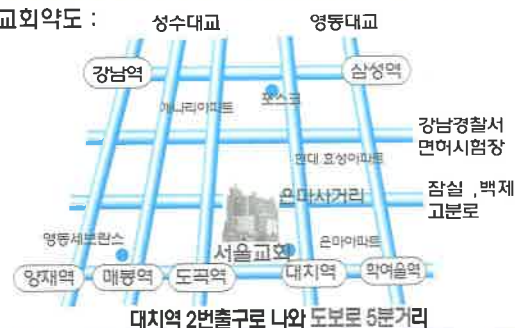 교회약도 :
성수대교 영동대교
강남역 삼성역
포스코
개나리아파트
강남경찰서
면허시험장
현대 효성아파트
은마사거리
잠실 ,백제
고분로
영동세브란스
서울교회
은마아파트
양재역 매봉역 도곡역 대치역 학여울역
대치역 2번출구로 나와 도보로 5분거리